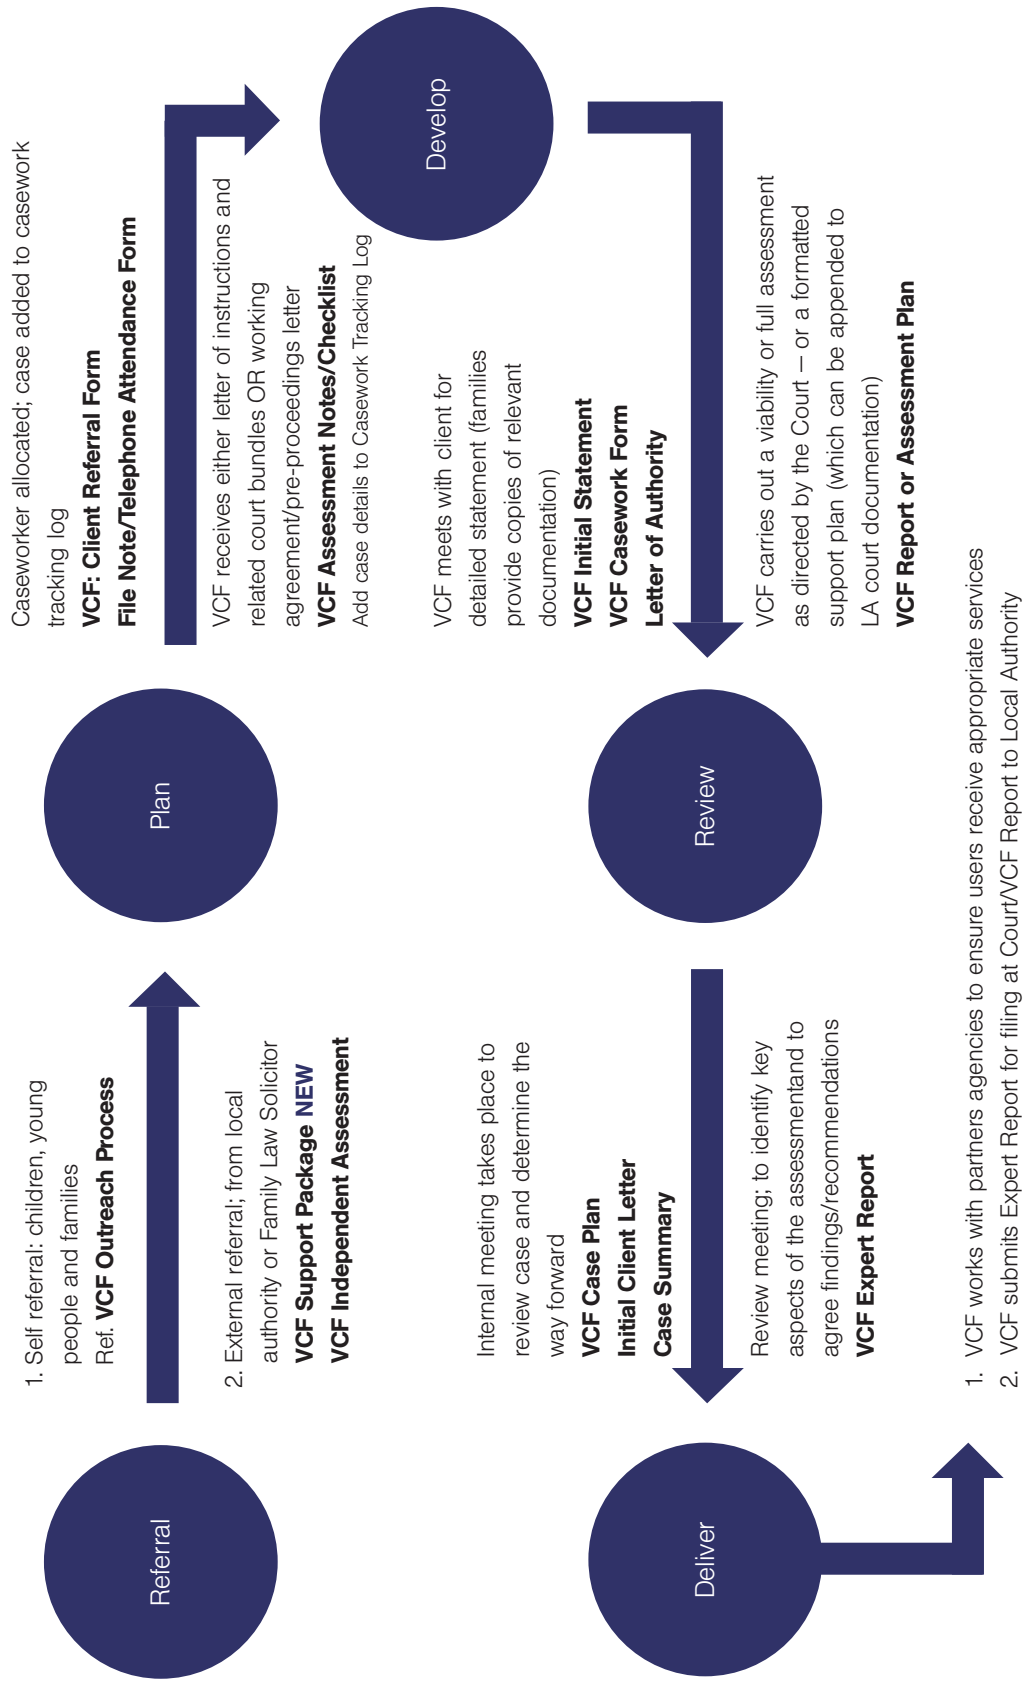 Referral
1. Self referral: children, young
people and families
Ref. VCF Outreach Process
2. External referral; from local
authority or Family Law Solicitor
VCF Support Package NEW
VCF Independent Assessment
Plan
Caseworker allocated; case added to casework
tracking log
VCF: Client Referral Form
File Note/Telephone Attendance Form
VCF receives either letter of instructions and
related court bundles OR working
agreement/pre-proceedings letter
VCF Assessment Notes/Checklist
Add case details to Casework Tracking Log
Develop
VCF meets with client for
detailed statement (families
provide copies of relevant
documentation)
VCF Initial Statement
VCF Casework Form
Letter of Authority
VCF carries out a viability or full assessment
as directed by the Court – or a formatted
support plan (which can be appended to
LA court documentation)
VCF Report or Assessment Plan
Review
Internal meeting takes place to
review case and determine the
way forward
VCF Case Plan
Initial Client Letter
Case Summary
Review meeting; to identify key
aspects of the assessmentand to
agree findings/recommendations
VCF Expert Report
Deliver
1. VCF works with partners agencies to ensure users receive appropriate services
2. VCF submits Expert Report for filing at Court/VCF Report to Local Authority